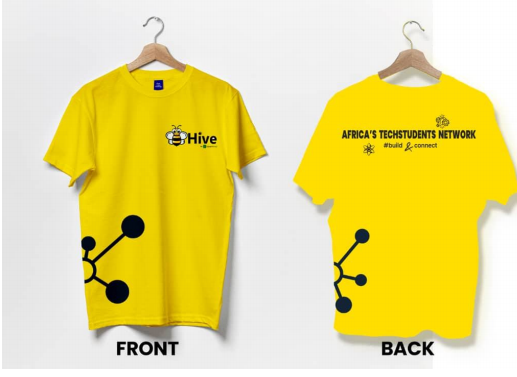 Hive
AFRICA'S TECHSTUDENTS NETWORK
#build & connect
FRONT
BACK